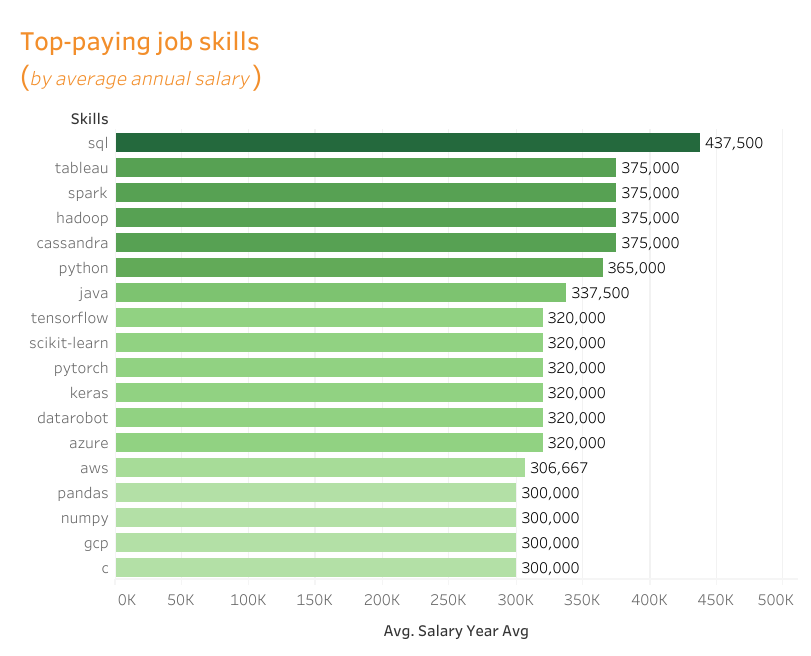 Top-paying job skills
(by average annual salary)
Skills
sql 437,500
tableau 375,000
spark 375,000
hadoop 375,000
cassandra 375,000
python 365,000
java 337,500
tensorflow 320,000
scikit-learn 320,000
pytorch 320,000
keras 320,000
datarobot 320,000
azure 320,000
aws 306,667
pandas 300,000
numpy 300,000
gcp 300,000
c 300,000
0K 50K 100K 150K 200K 250K 300K 350K 400K 450K 500K
Avg. Salary Year Avg